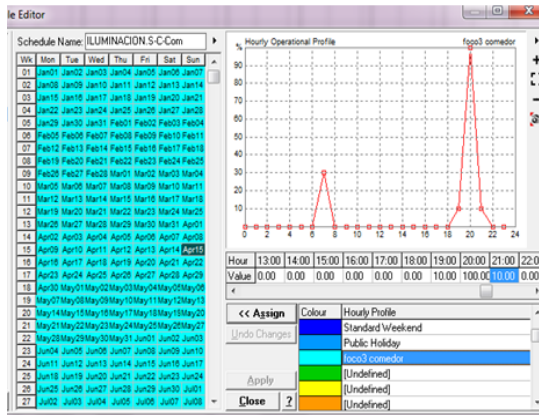 le Editor
Schedule Name: ILUMINACION.S-C-Com
Wk Mon Tue Wed Thu Fri Sat Sun
01 Jan01 Jan02 Jan03 Jan04 Jan05 Jan06 Jan07
02 Jan08 Jan09 Jan10 Jan11 Jan12 Jan13 Jan14
03 Jan15 Jan16 Jan17 Jan18 Jan19 Jan20 Jan21
04 Jan22 Jan23 Jan24 Jan25 Jan26 Jan27 Jan28
05 Jan29 Jan30 Jan31 Feb01 Feb02 Feb03 Feb04
06 Feb05 Feb06 Feb07 Feb08 Feb09 Feb10 Feb11
07 Feb12 Feb13 Feb14 Feb15 Feb16 Feb17 Feb18
08 Feb19 Feb20 Feb21 Feb22 Feb23 Feb24 Feb25
09 Feb26 Feb27 Feb28 Mar01 Mar02 Mar03 Mar04
10 Mar05 Mar06 Mar07 Mar08 Mar09 Mar10 Mar11
11 Mar12 Mar13 Mar14 Mar15 Mar16 Mar17 Mar18
12 Mar19 Mar20 Mar21 Mar22 Mar23 Mar24 Mar25
13 Mar26 Mar27 Mar28 Mar29 Mar30 Mar31 Apr01
14 Apr02 Apr03 Apr04 Apr05 Apr06 Apr07 Apr08
15 Apr09 Apr10 Apr11 Apr12 Apr13 Apr14 Apr15
16 Apr16 Apr17 Apr18 Apr19 Apr20 Apr21 Apr22
17 Apr23 Apr24 Apr25 Apr26 Apr27 Apr28 Apr29
18 Apr30 May01 May02 May03 May04 May05 May06
19 May07 May08 May09 May10 May11 May12 May13
20 May14 May15 May16 May17 May18 May19 May20
21 May21 May22 May23 May24 May25 May26 May27
22 May28 May29 May30 May31 Jun01 Jun02 Jun03
23 Jun04 Jun05 Jun06 Jun07 Jun08 Jun09 Jun10
24 Jun11 Jun12 Jun13 Jun14 Jun15 Jun16 Jun17
25 Jun18 Jun19 Jun20 Jun21 Jun22 Jun23 Jun24
26 Jun25 Jun26 Jun27 Jun28 Jun29 Jun30 Jul01
27 Jul02 Jul03 Jul04 Jul05 Jul06 Jul07 Jul08
% Hourly Operational Profile foco3 comedor
90
80
70
60
50
40
30
20
10
0 2 4 6 8 10 12 14 16 18 20 22 24
Hour 13:00 14:00 15:00 16:00 17:00 18:00 19:00 20:00 21:00 22:0
Value 0.00 0.00 0.00 0.00 0.00 0.00 10.00 100.00 10.00 0.00
<< Assign Colour Hourly Profile
Standard Weekend
Undo Changes Public Holiday
foco3 comedor
[Undefined]
Apply [Undefined]
Close ? [Undefined]